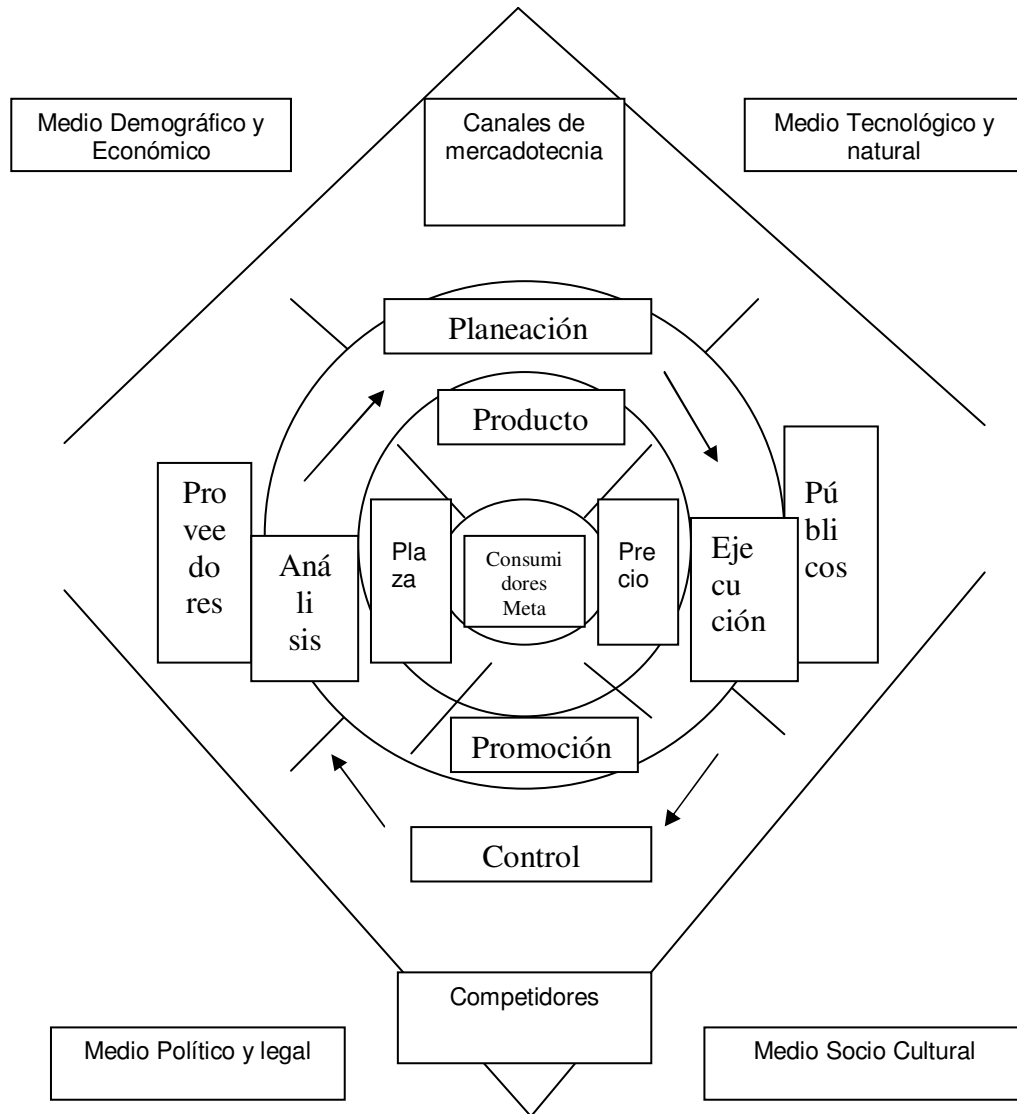 Medio Demográfico y
Económico
Canales de
mercadotecnia
Medio Tecnológico y
natural
Planeación
Producto
Pro
vee
do
res
Aná
li
sis
Pla
za
Consumi
dores
Meta
Pre
cio
Eje
cu
ción
Pú
bli
cos
Promoción
Control
Competidores
Medio Político y legal
Medio Socio Cultural